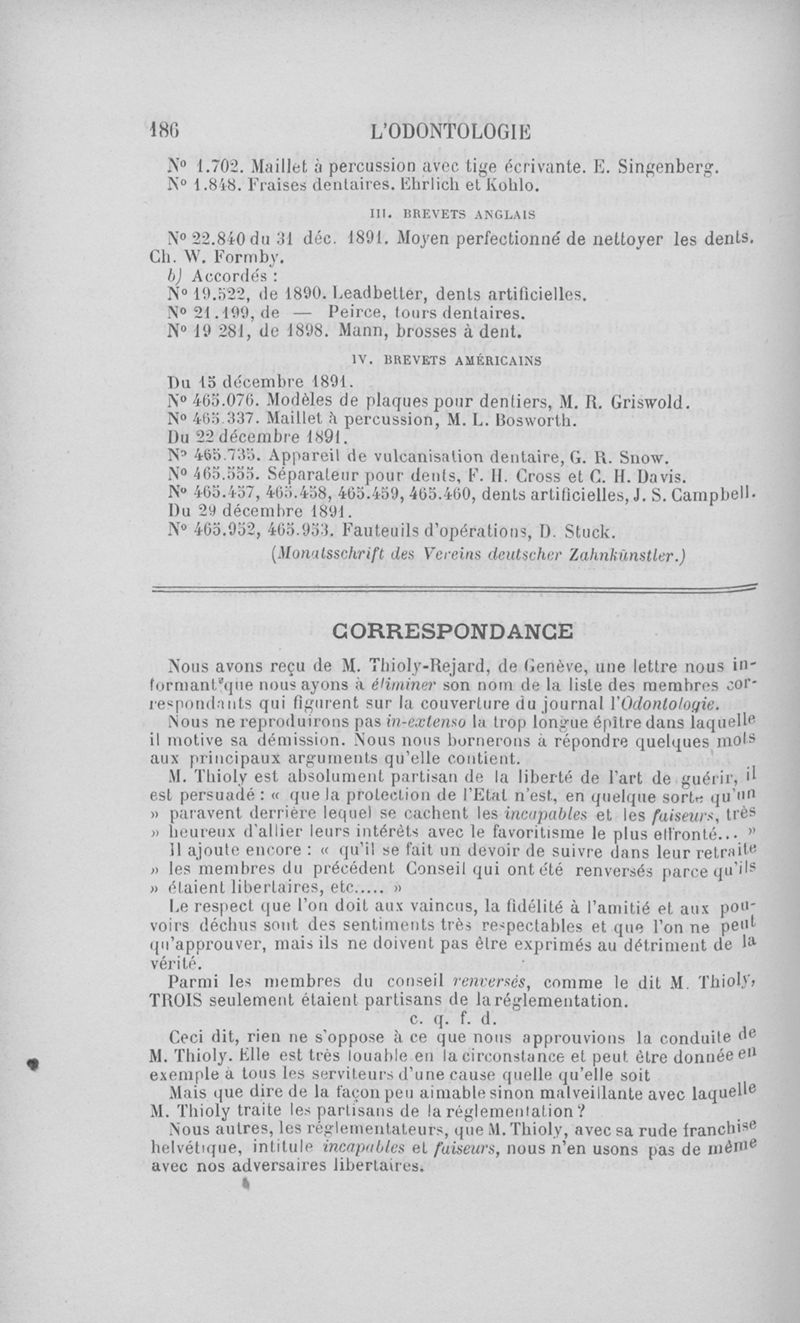 186 L'ODONTOLOGIE
Nº 1.702. Maillet à percussion avec tige écrivante. E. Singenberg.
Nº 1.848. Fraises dentaires. Ehrlich et Kohlo.
III. BREVETS ANGLAIS
Nº 22.840 du 31 déc. 1891. Moyen perfectionné de nettoyer les dents.
Ch. W. Formby.
b) Accordés :
Nº 19.522, de 1890. Leadbetter, dents artificielles.
Nº 21.199, de — Peirce, tours dentaires.
Nº 19 281, de 1898. Mann, brosses à dent.
IV. BREVETS AMÉRICAINS
Du 15 décembre 1891.
Nº 465.076. Modèles de plaques pour dentiers, M. R. Griswold.
Nº 465.337. Maillet à percussion, M. L. Bosworth.
Du 22 décembre 1891.
Nº 465.735. Appareil de vulcanisation dentaire, G. R. Snow.
Nº 465.555. Séparateur pour dents, F. H. Cross et C. H. Davis.
Nº 465.457, 465.458, 465.459, 465.460, dents artificielles, J. S. Campbell.
Du 29 décembre 1891.
Nº 465.952, 465.953. Fauteuils d'opérations, D. Stuck.
(Monatsschrift des Vereins deutscher Zahnkünstler.)
CORRESPONDANCE
Nous avons reçu de M. Thioly-Rejard, de Genève, une lettre nous in-
formant que nous ayons à éliminer son nom de la liste des membres cor-
respondants qui figurent sur la couverture du journal l'Odontologie.
Nous ne reproduirons pas in-extenso la trop longue épître dans laquelle
il motive sa démission. Nous nous bornerons à répondre quelques mots
aux principaux arguments qu'elle contient.
M. Thioly est absolument partisan de la liberté de l'art de guérir, il
est persuadé : « que la protection de l'Etat n'est, en quelque sorte qu'un
» paravent derrière lequel se cachent les incapables et les faiseurs, très
» heureux d'allier leurs intérêts avec le favoritisme le plus effronté... »
Il ajoute encore : « qu'il se fait un devoir de suivre dans leur retraite
» les membres du précédent Conseil qui ont été renversés parce qu'ils
» étaient libertaires, etc..... »
Le respect que l'on doit aux vaincus, la fidélité à l'amitié et aux pou-
voirs déchus sont des sentiments très respectables et que l'on ne peut
qu'approuver, mais ils ne doivent pas être exprimés au détriment de la
vérité.
Parmi les membres du conseil renversés, comme le dit M. Thioly,
TROIS seulement étaient partisans de la réglementation.
c. q. f. d.
Ceci dit, rien ne s'oppose à ce que nous approuvions la conduite de
M. Thioly. Elle est très louable en la circonstance et peut être donnée en
exemple à tous les serviteurs d'une cause quelle qu'elle soit
Mais que dire de la façon peu aimable sinon malveillante avec laquelle
M. Thioly traite les partisans de la réglementation ?
Nous autres, les réglementateurs, que M. Thioly, avec sa rude franchise
helvétique, intitule incapables et faiseurs, nous n'en usons pas de même
avec nos adversaires libertaires.